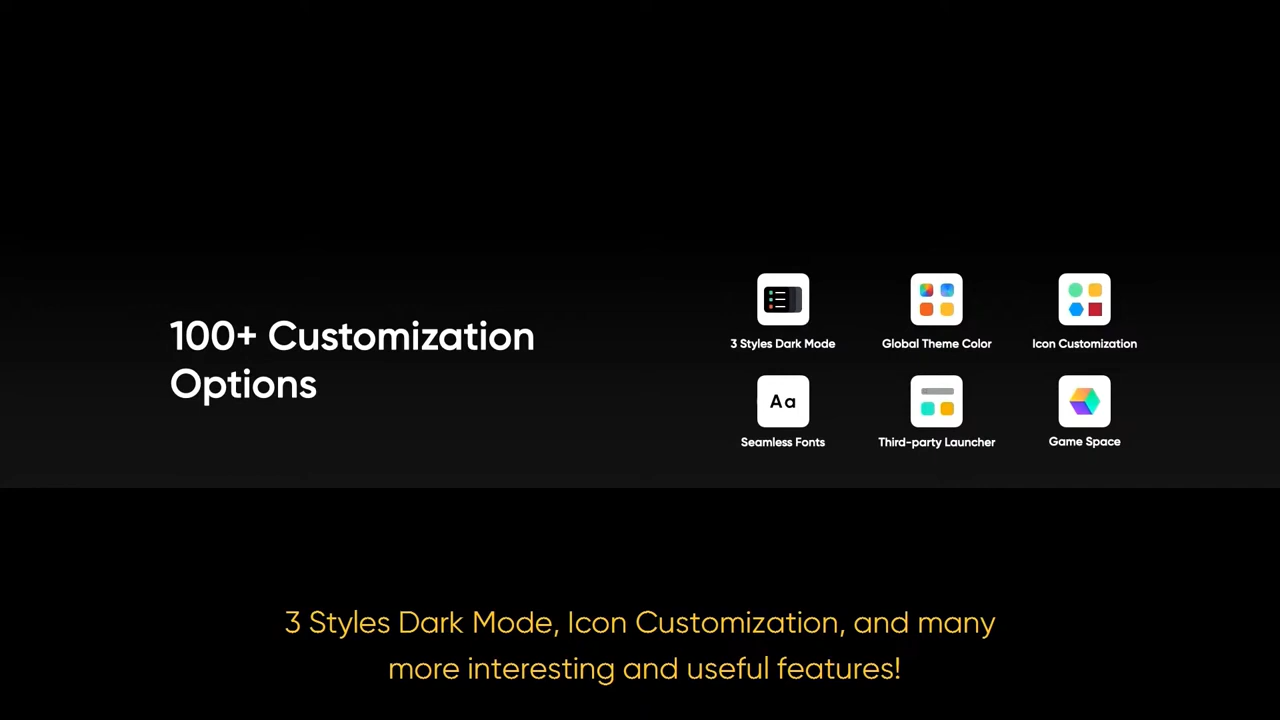 100+ Customization
Options
3 Styles Dark Mode
Global Theme Color
Icon Customization
Aa
Seamless Fonts
Third-party Launcher
Game Space
3 Styles Dark Mode, Icon Customization, and many
more interesting and useful features!